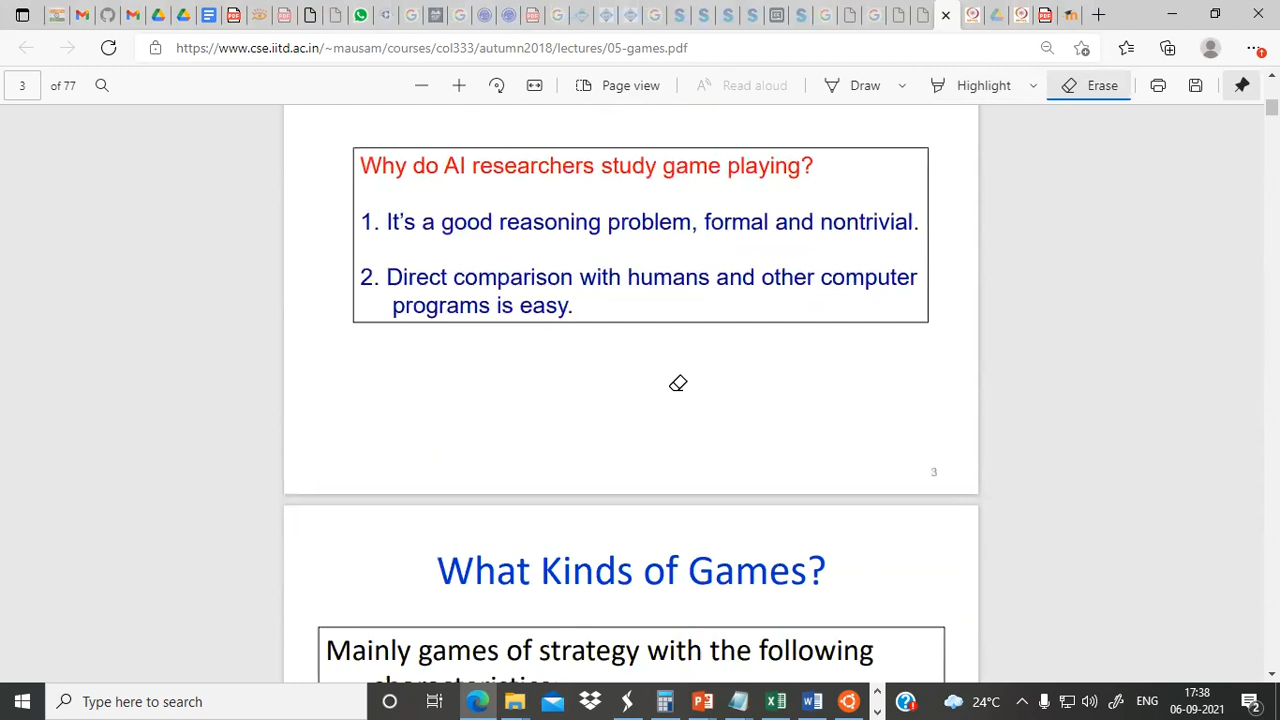 https://www.cse.iitd.ac.in/~mausam/courses/col333/autumn2018/lectures/05-games.pdf
3 of 77
Page view
Read aloud
Draw
Highlight
Erase
Why do AI researchers study game playing?
1. It's a good reasoning problem, formal and nontrivial.
2. Direct comparison with humans and other computer
programs is easy.
3
What Kinds of Games?
Mainly games of strategy with the following
Type here to search
24°C
ENG
17:38
06-09-2021
2